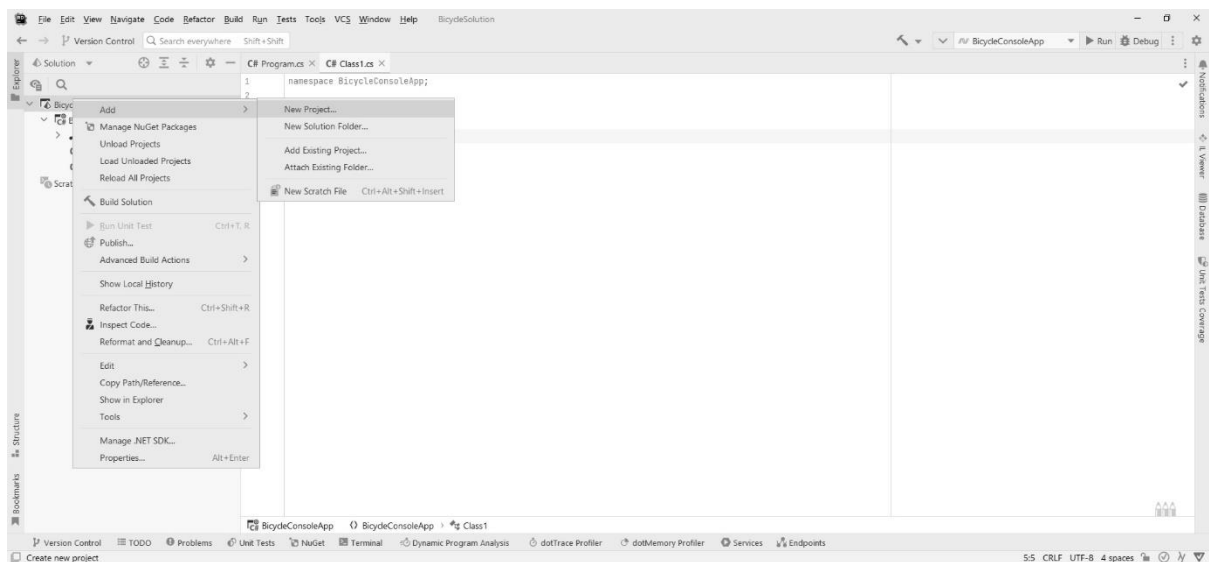 File Edit View Navigate Code Refactor Build Run Tests Tools VCS Window Help BicycleSolution
Version Control Search everywhere Shift+Shift BicycleConsoleApp Run Debug
Explorer
Solution
C# Program.cs C# Class1.cs
1 namespace BicycleConsoleApp;
2
Add
Manage NuGet Packages
Unload Projects
Load Unloaded Projects
Reload All Projects
Build Solution
Run Unit Test Ctrl+T, R
Publish...
Advanced Build Actions
Show Local History
Refactor This... Ctrl+Shift+R
Inspect Code...
Reformat and Cleanup... Ctrl+Alt+F
Edit
Copy Path/Reference...
Show in Explorer
Tools
Manage .NET SDK...
Properties... Alt+Enter
New Project...
New Solution Folder...
Add Existing Project...
Attach Existing Folder...
New Scratch File Ctrl+Alt+Shift+Insert
Notifications
IL Viewer
Database
Unit Tests Coverage
Structure
Bookmarks
C# BicycleConsoleApp BicycleConsoleApp Class1
Version Control TODO Problems Unit Tests NuGet Terminal Dynamic Program Analysis dotTrace Profiler dotMemory Profiler Services Endpoints
Create new project 5:5 CRLF UTF-8 4 spaces